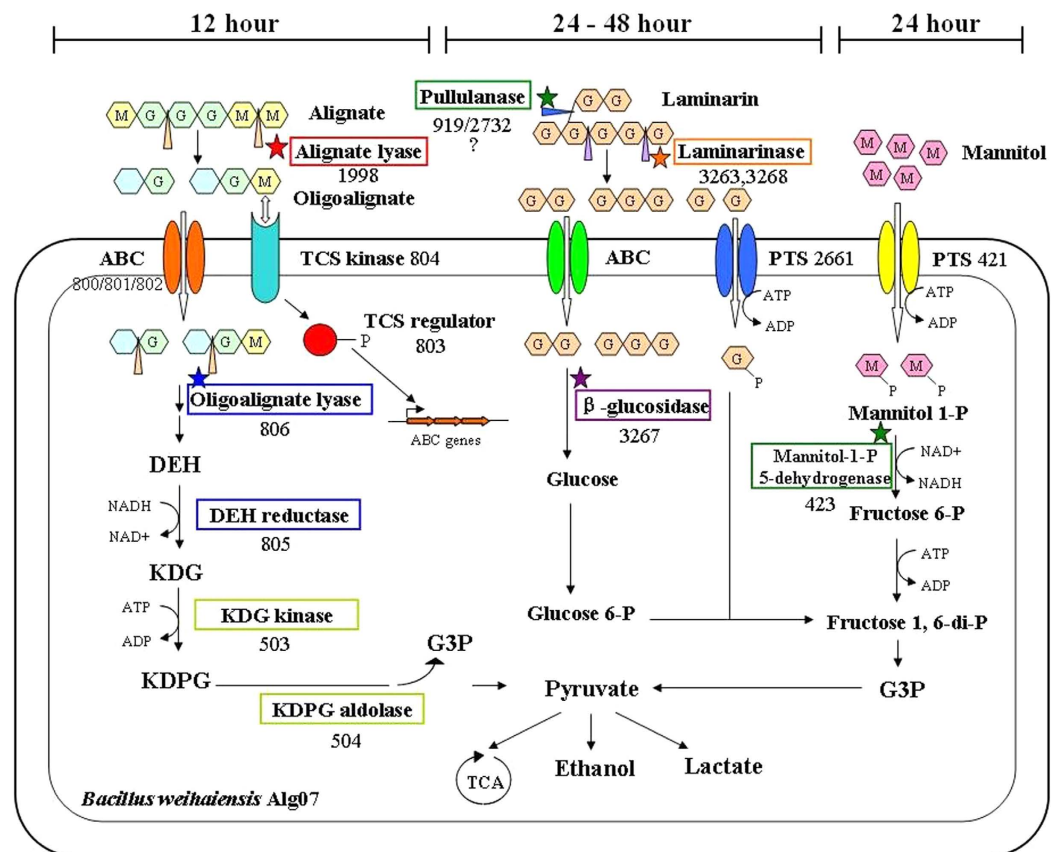 12 hour
24 - 48 hour
24 hour
M G G G M M
Alignate
Alignate lyase
1998
G G M
Oligoalignate
Pullulanase
919/2732
?
G G
Laminarin
G G G G G G
Laminarinase
3263,3268
G G G G G G G
M M M M M
Mannitol
ABC
800/801/802
TCS kinase 804
ABC
PTS 2661
PTS 421
ATP
ADP
ATP
ADP
G G M
TCS regulator
803
P
ABC genes
Oligoalignate lyase
806
DEH
NADH
NAD+
DEH reductase
805
KDG
ATP
ADP
KDG kinase
503
KDPG
KDPG aldolase
504
G3P
G G G G G
β-glucosidase
3267
Glucose
Glucose 6-P
G
P
M M
P P
Mannitol 1-P
Mannitol-1-P
5-dehydrogenase
423
NAD+
NADH
Fructose 6-P
ATP
ADP
Fructose 1, 6-di-P
G3P
Pyruvate
TCA
Ethanol
Lactate
Bacillus weihaiensis Alg07